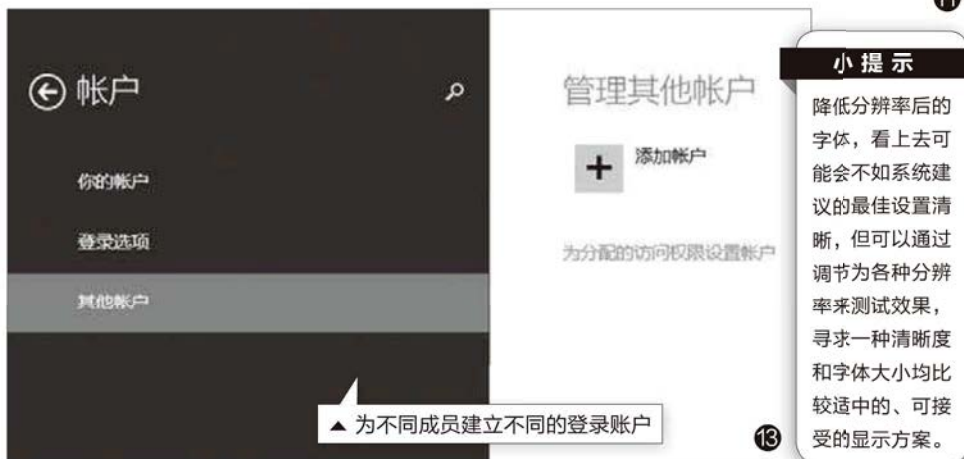 帐户
你的帐户
登录选项
其他帐户
管理其他帐户
添加帐户
为分配的访问权限设置帐户
▲ 为不同成员建立不同的登录账户
⓭
小提示
降低分辨率后的
字体，看上去可
能会不如系统建
议的最佳设置清
晰，但可以通过
调节为各种分辨
率来测试效果，
寻求一种清晰度
和字体大小均比
较适中的、可接
受的显示方案。